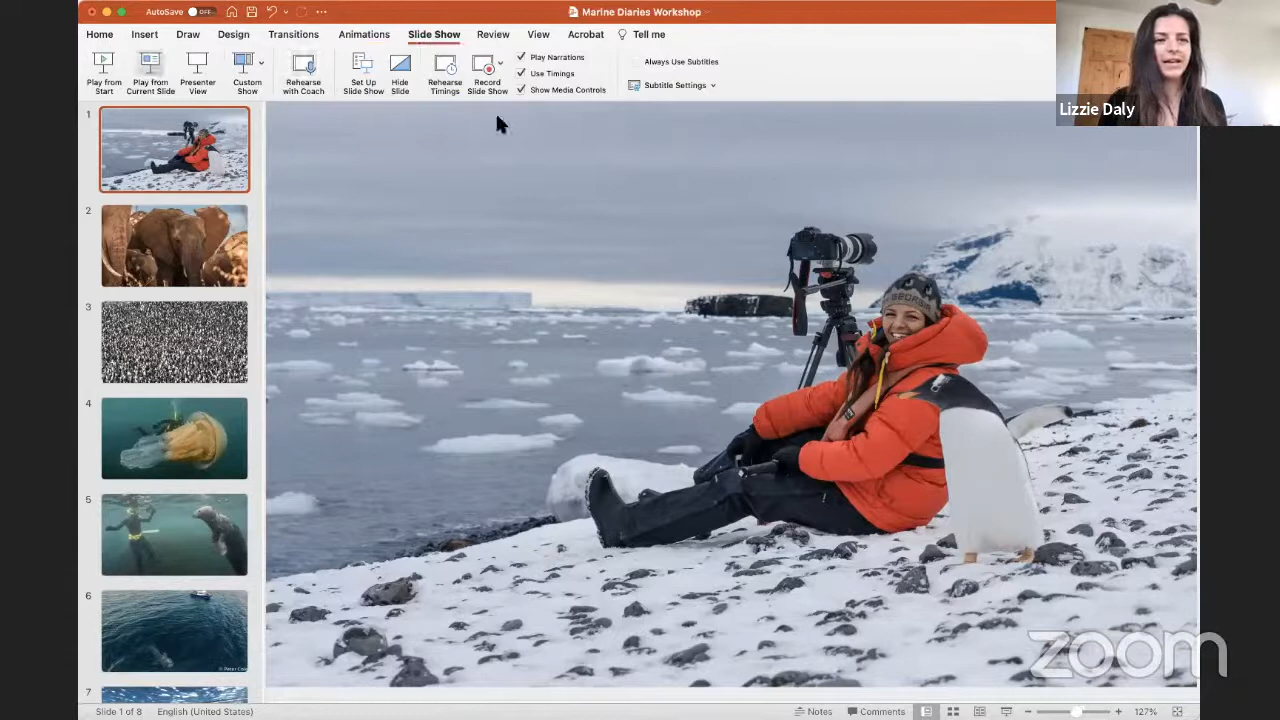 AutoSave
OFF
Marine Diaries Workshop
Home Insert Draw Design Transitions Animations Slide Show Review View Acrobat Tell me
Play from Start
Play from Current Slide
Presenter View
Custom Show
Rehearse with Coach
Set Up Slide Show
Hide Slide
Rehearse Timings
Record Slide Show
Play Narrations
Use Timings
Show Media Controls
Always Use Subtitles
Subtitle Settings
Lizzie Daly
1
2
3
4
5
6
7
zoom
Slide 1 of 8 English (United States) Notes Comments 127%